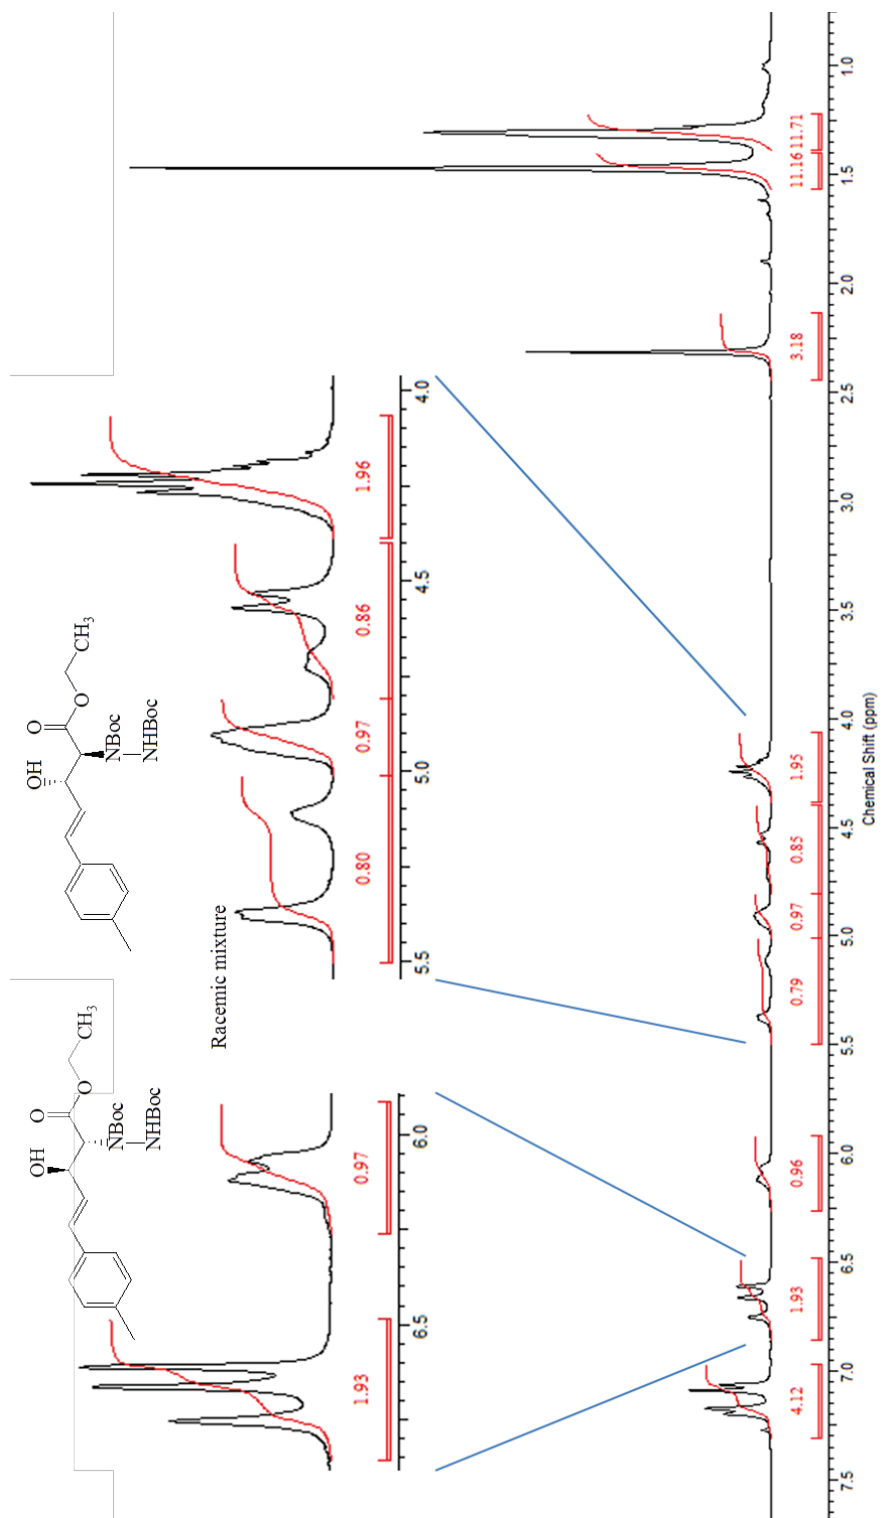 OH
O
O
CH3
NBoc
NHBoc
OH
O
O
CH3
NBoc
NHBoc
Racemic mixture
1.93
0.97
6.5
6.0
0.80
0.97
0.86
1.96
5.5
5.0
4.5
4.0
4.12
1.93
0.96
0.79
0.97
0.85
1.95
3.18
11.16
11.71
7.5
7.0
6.5
6.0
5.5
5.0
4.5
4.0
3.5
3.0
2.5
2.0
1.5
1.0
Chemical Shift (ppm)